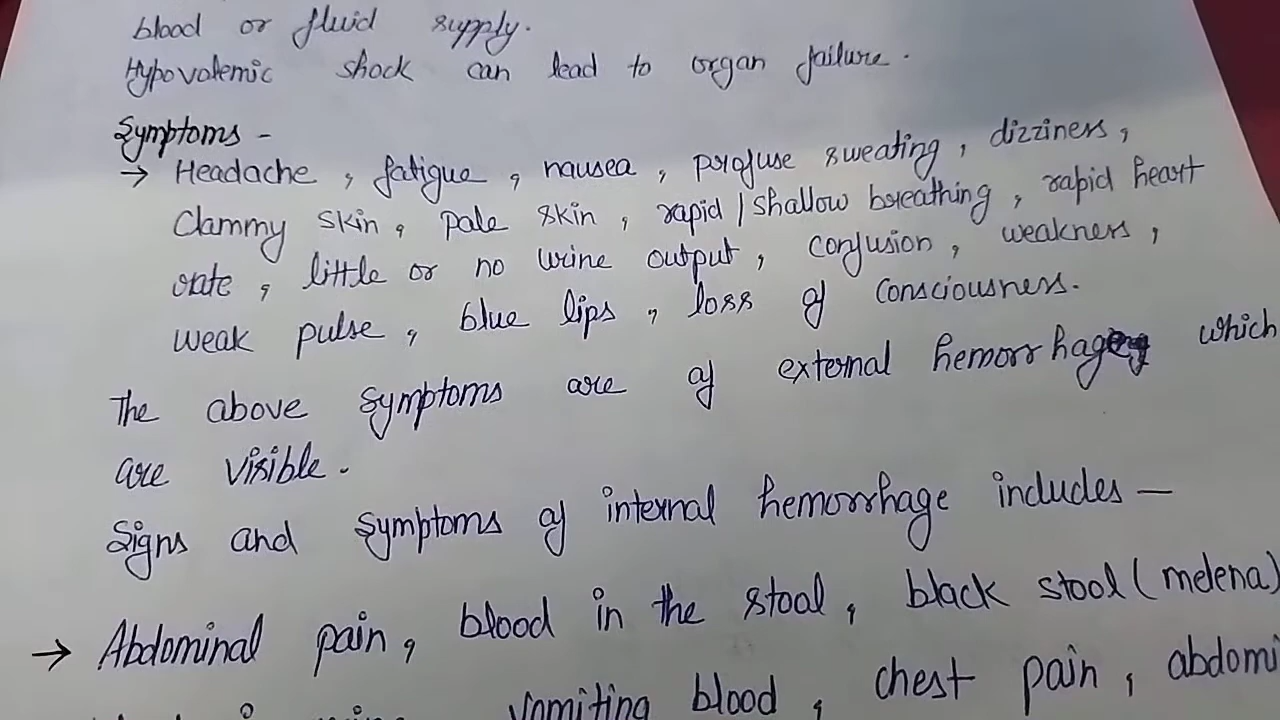 blood or fluid supply.
Hypovolemic shock can lead to organ failure.
Symptoms -
→ Headache, fatigue, nausea, profuse sweating, dizziness,
Clammy skin, pale skin, rapid / shallow breathing, rapid heart
rate, little or no urine output, confusion, weakness,
weak pulse, blue lips, loss of consciousness.
The above symptoms are of external hemorrhage which
are visible.
Signs and symptoms of internal hemorrhage includes -
→ Abdominal pain, blood in the stool, black stool (melena)
vomiting blood, chest pain, abdomi